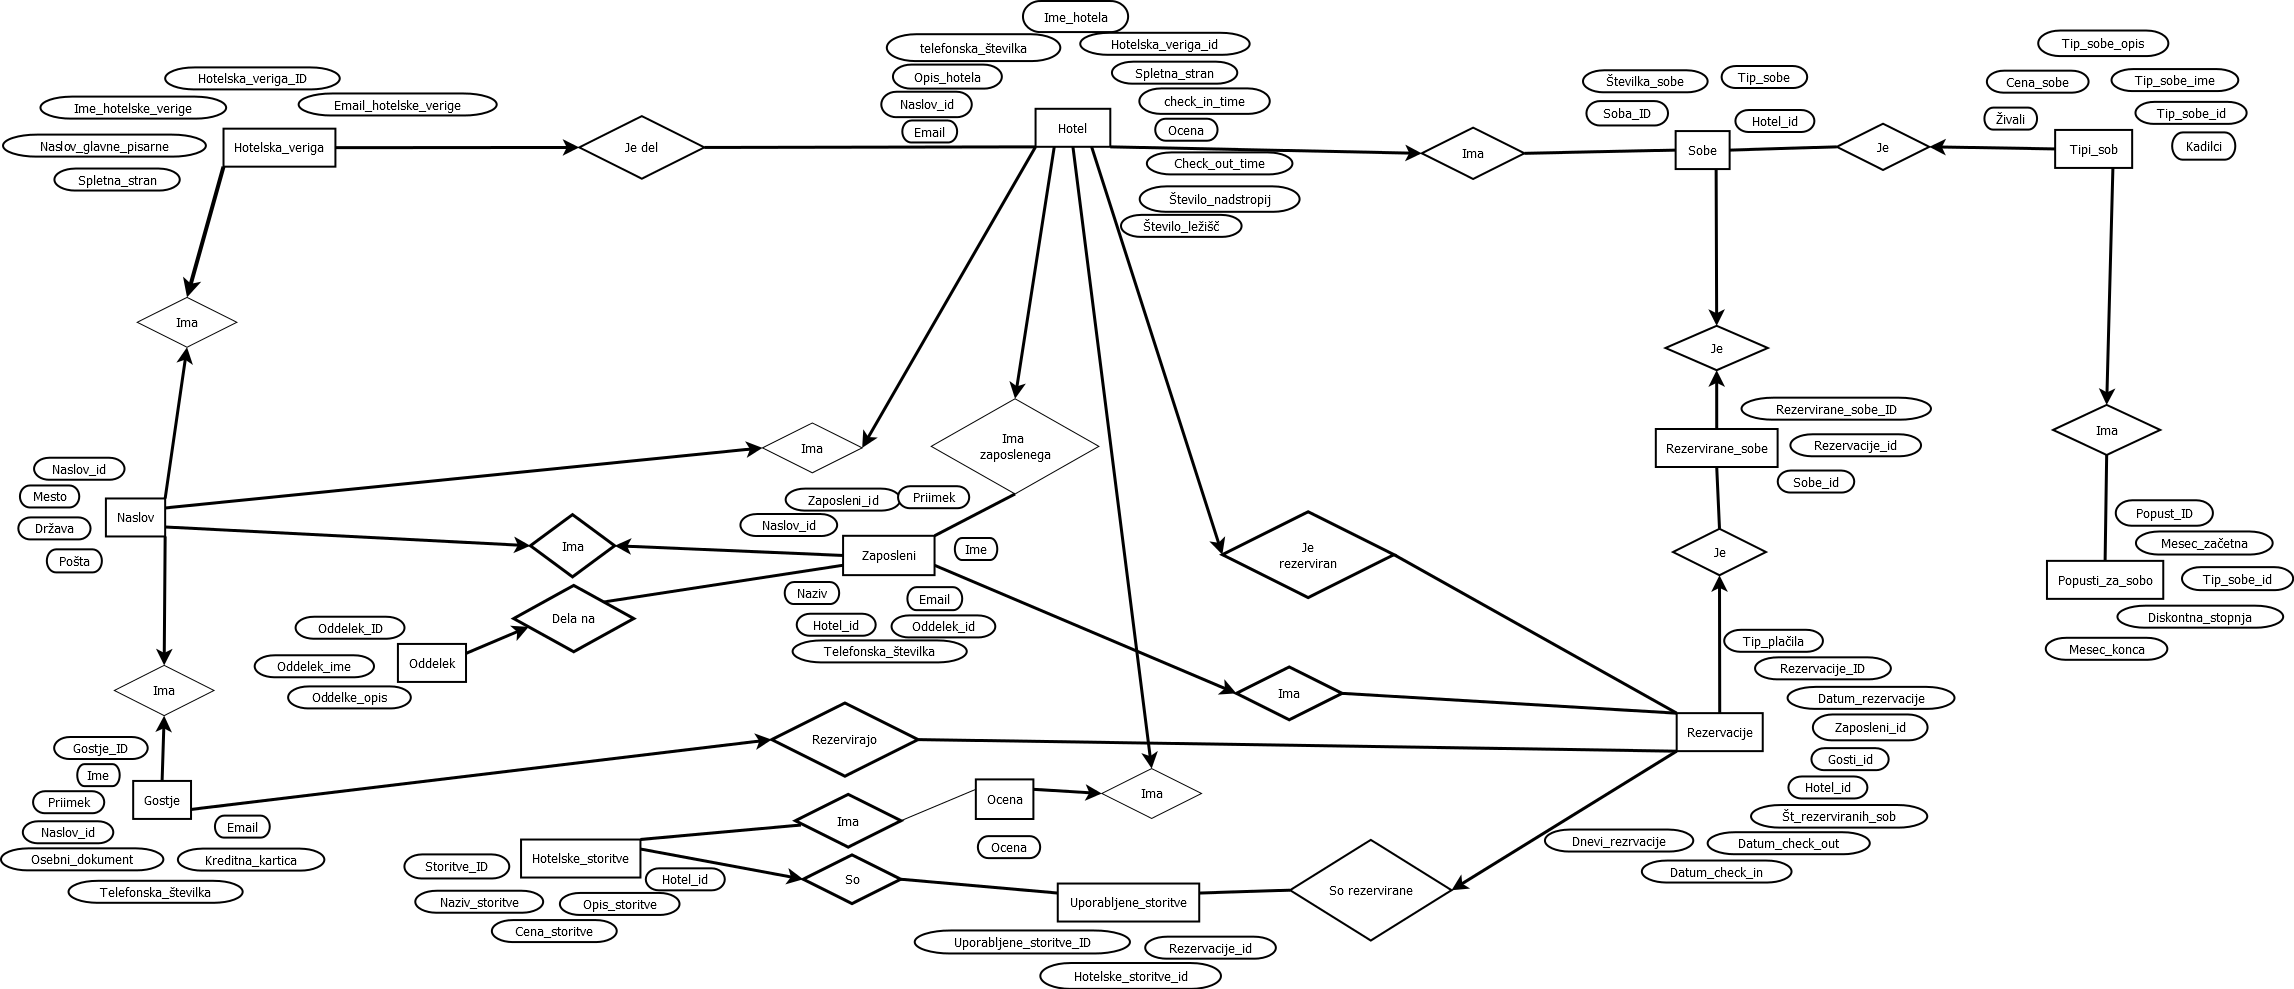 Ime_hotela
telefonska_številka
Hotelska_veriga_id
Opis_hotela
Spletna_stran
Naslov_id
check_in_time
Email
Ocena
Hotel
Check_out_time
Število_nadstropij
Število_ležišč
Hotelska_veriga_ID
Ime_hotelske_verige
Email_hotelske_verige
Naslov_glavne_pisarne
Hotelska_veriga
Spletna_stran
Je del
Ima
Številka_sobe
Tip_sobe
Soba_ID
Hotel_id
Sobe
Je
Tip_sobe_opis
Cena_sobe
Tip_sobe_ime
Tip_sobe_id
Živali
Kadilci
Tipi_sob
Ima
Ima
Ima
zaposlenega
Je
Rezervirane_sobe_ID
Rezervirane_sobe
Rezervacije_id
Sobe_id
Ima
Naslov_id
Mesto
Naslov
Država
Pošta
Ima
Zaposleni_id
Priimek
Naslov_id
Zaposleni
Ime
Naziv
Email
Hotel_id
Oddelek_id
Telefonska_številka
Je
rezerviran
Je
Popust_ID
Mesec_začetna
Popusti_za_sobo
Tip_sobe_id
Diskontna_stopnja
Mesec_konca
Dela na
Oddelek_ID
Oddelek_ime
Oddelek
Oddelke_opis
Ima
Ima
Tip_plačila
Rezervacije_ID
Datum_rezervacije
Rezervacije
Zaposleni_id
Gosti_id
Hotel_id
Št_rezerviranih_sob
Dnevi_rezrvacije
Datum_check_out
Datum_check_in
Rezervirajo
Gostje_ID
Ime
Priimek
Gostje
Naslov_id
Email
Osebni_dokument
Kreditna_kartica
Telefonska_številka
Ima
Ocena
Ima
Ocena
Hotelske_storitve
Storitve_ID
Hotel_id
Naziv_storitve
Opis_storitve
Cena_storitve
So
Uporabljene_storitve
So rezervirane
Uporabljene_storitve_ID
Rezervacije_id
Hotelske_storitve_id